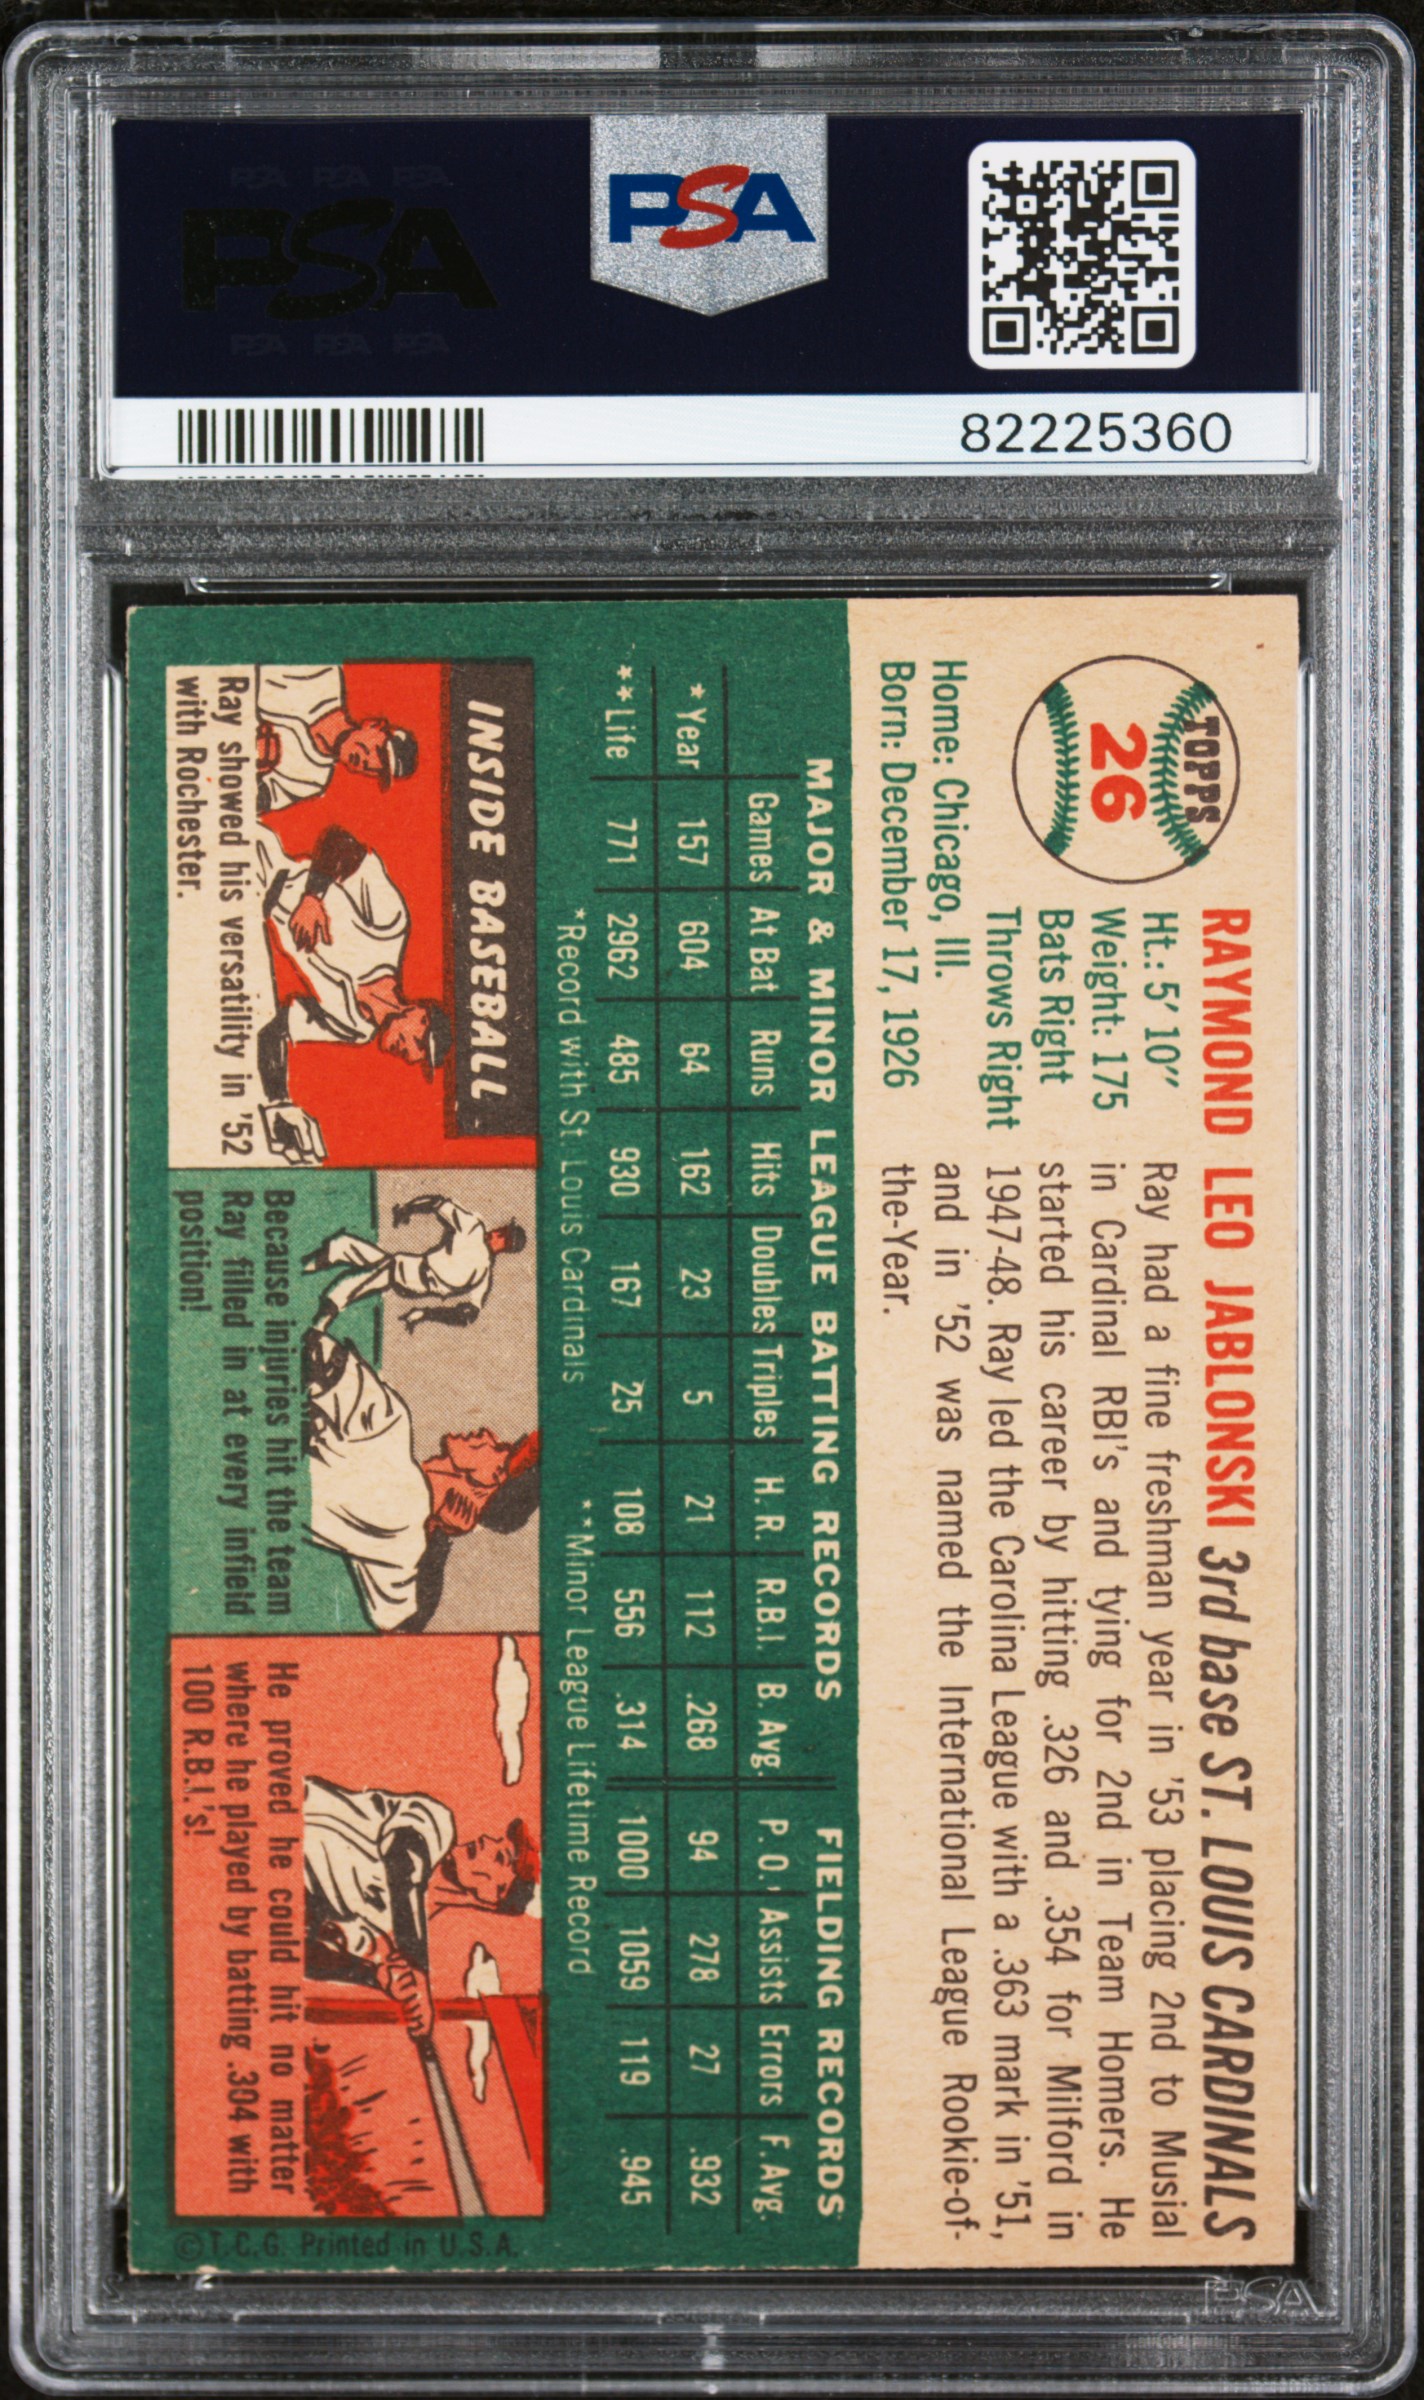 PSA PSA PSA
PSA
PSA PSA PSA
PSA
82225360
TOPPS
26
RAYMOND LEO JABLONSKI 3rd base ST. LOUIS CARDINALS
Ht.: 5' 10"
Weight: 175
Bats Right
Throws Right
Home: Chicago, Ill.
Born: December 17, 1926
Ray had a fine freshman year in '53 placing 2nd to Musial
in Cardinal RBI's and tying for 2nd in Team Homers. He
started his career by hitting .326 and .354 for Milford in
1947-48. Ray led the Carolina League with a .363 mark in '51,
and in '52 was named the International League Rookie-of-
the-Year.
MAJOR & MINOR LEAGUE BATTING RECORDS FIELDING RECORDS
Games At Bat Runs Hits Doubles Triples H. R. R.B.I. B. Avg. P. O. Assists Errors F. Avg.
*Year 157 604 64 162 23 5 21 112 .268 94 278 27 .932
**Life 771 2962 485 930 167 25 108 556 .314 1000 1059 119 .945
*Record with St. Louis Cardinals **Minor League Lifetime Record
INSIDE BASEBALL
Ray showed his versatility in '52
with Rochester.
Because injuries hit the team
Ray filled in at every infield
position!
He proved he could hit no matter
where he played by batting .304 with
100 R.B.I.'s!
©T.C.G. Printed in U.S.A.
PSA